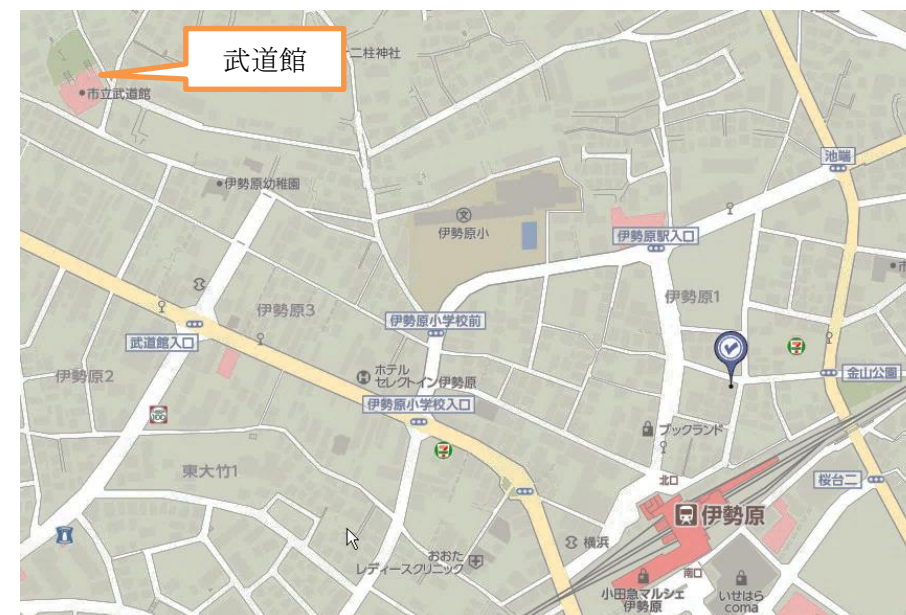 武道館
二柱神社
市立武道館
池端
伊勢原幼稚園
文
伊勢原小
伊勢原駅入口
伊勢原1
伊勢原3
伊勢原小学校前
武道館入口
7
ホテル
セレクトイン伊勢原
H
金山公園
伊勢原2
伊勢原小学校入口
100
ブックランド
7
東大竹1
北口
桜台二
伊勢原
横浜
おおた
レディースクリニック
南口
小田急マルシェ
伊勢原
いせはら
coma